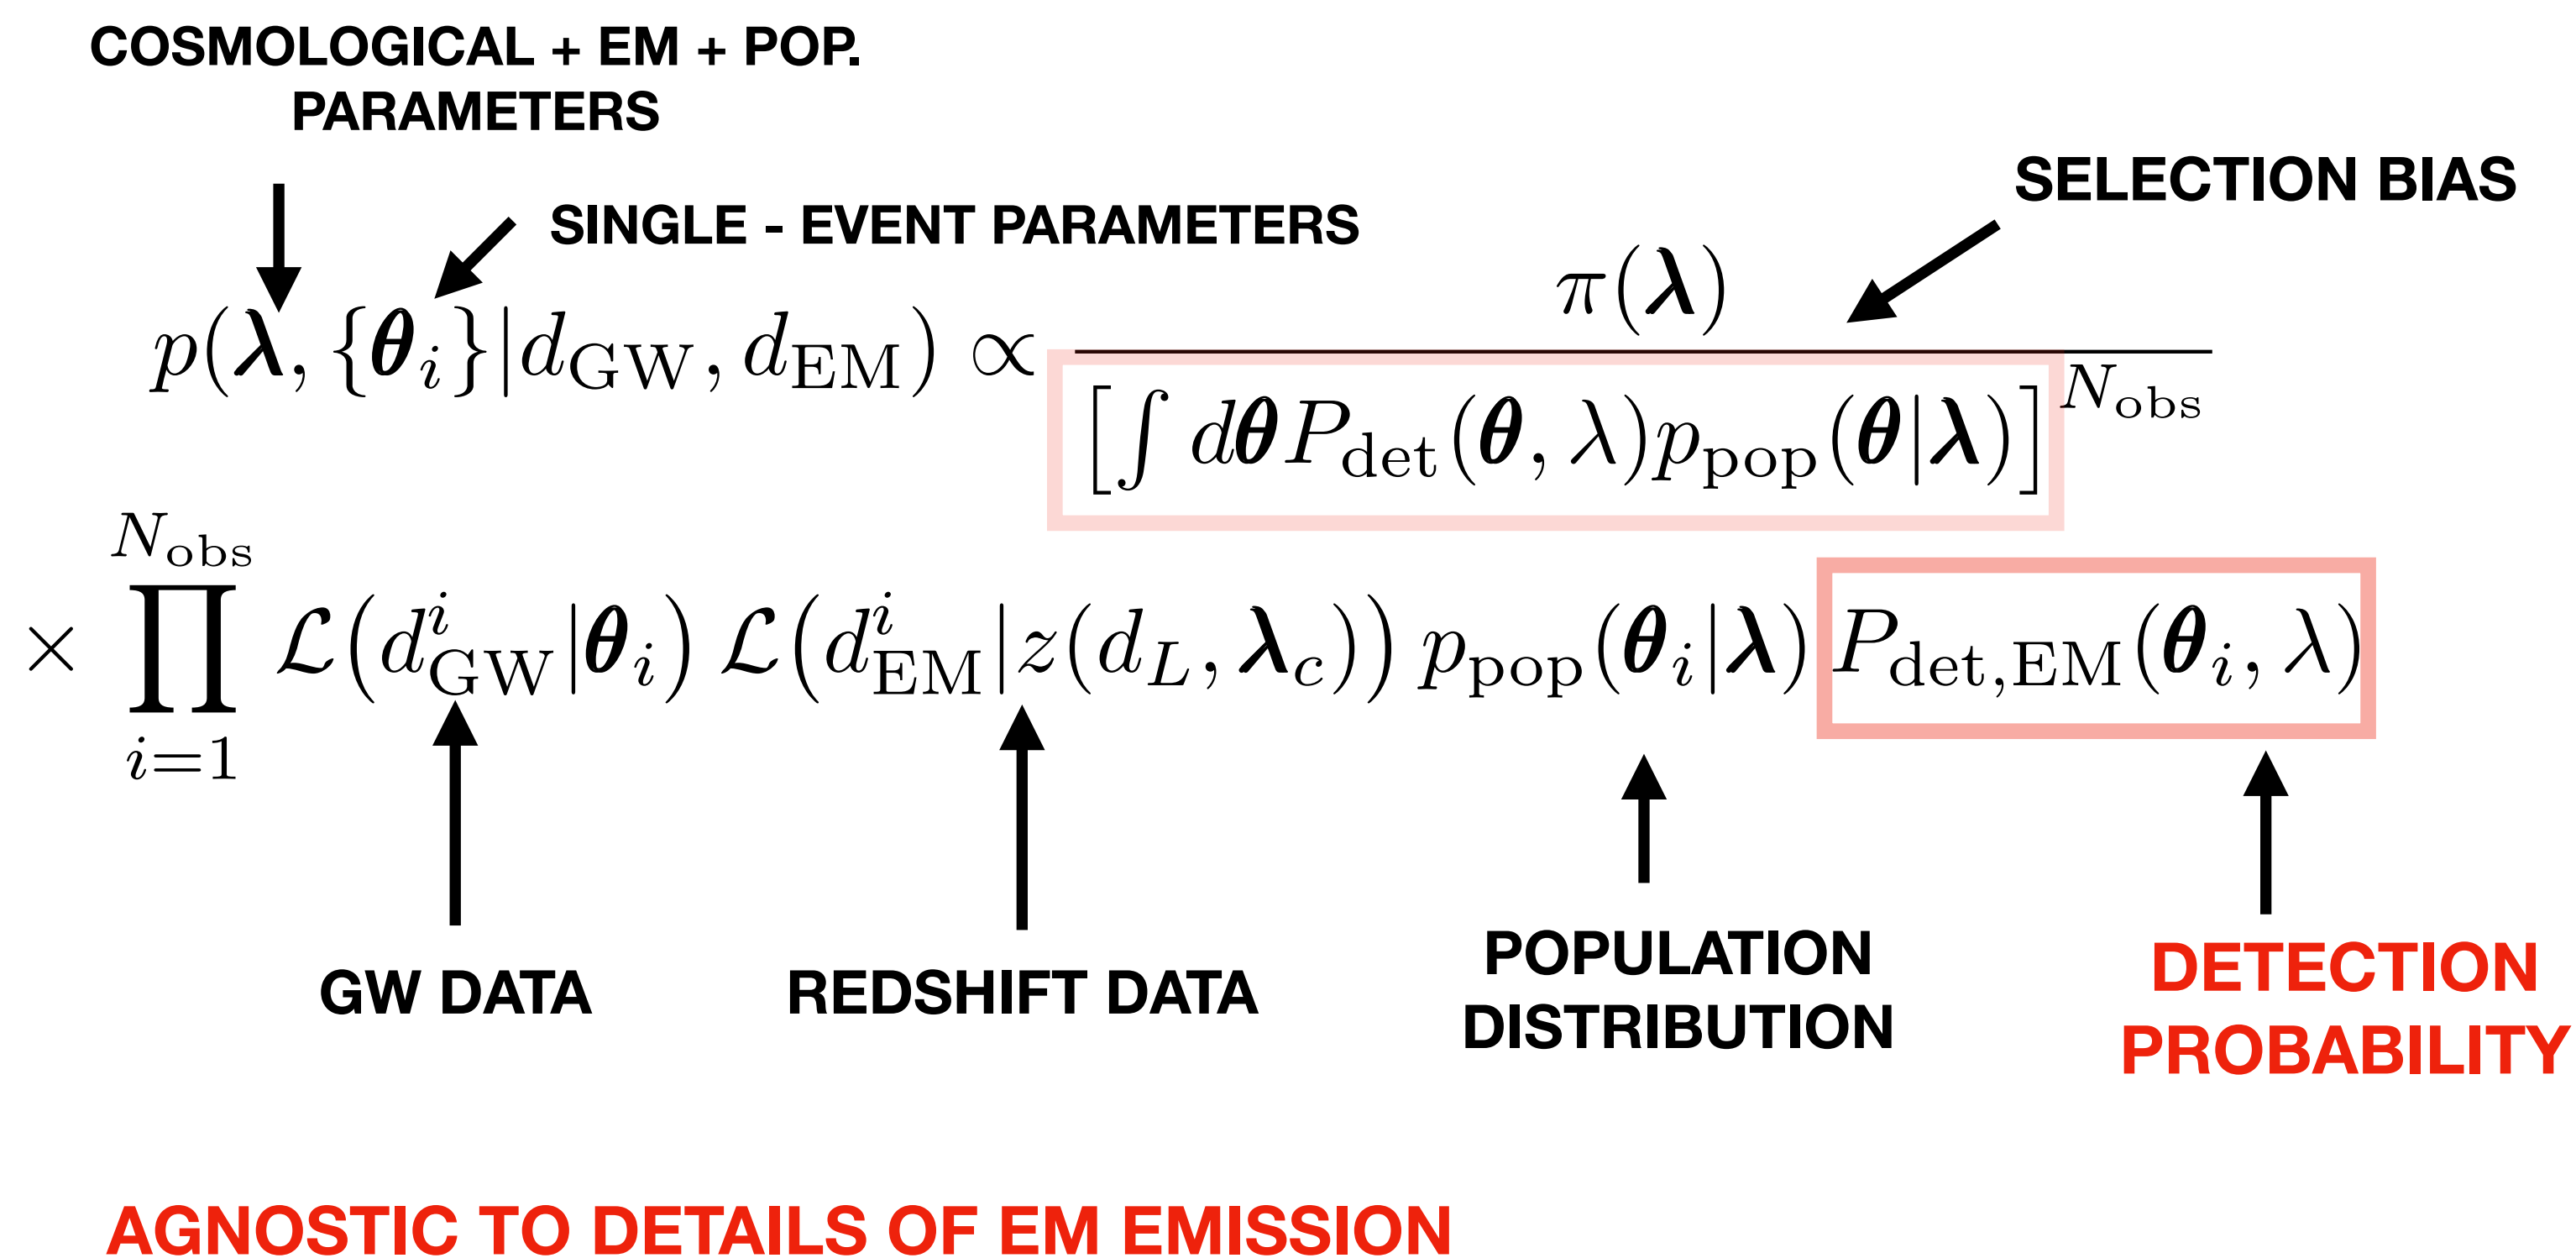 COSMOLOGICAL + EM + POP.
PARAMETERS
SELECTION BIAS
SINGLE - EVENT PARAMETERS
p(λ, {θ_i}|d_GW, d_EM) ∝ π(λ) / [∫ dθ P_det(θ, λ) p_pop(θ|λ)]^{N_obs}
× ∏_{i=1}^{N_obs} ℒ(d^i_GW|θ_i) ℒ(d^i_EM|z(d_L, λ_c)) p_pop(θ_i|λ) P_det,EM(θ_i, λ)
GW DATA
REDSHIFT DATA
POPULATION
DISTRIBUTION
DETECTION
PROBABILITY
AGNOSTIC TO DETAILS OF EM EMISSION